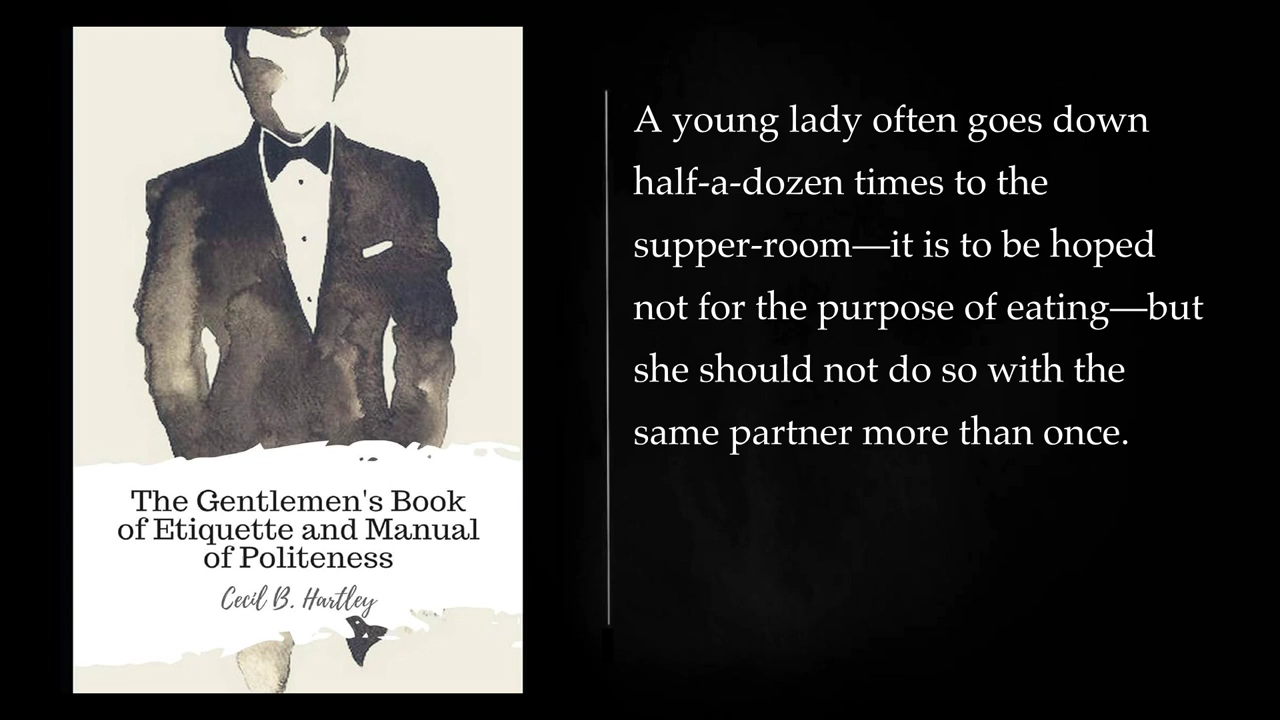 The Gentlemen's Book
of Etiquette and Manual
of Politeness
Cecil B. Hartley
A young lady often goes down
half-a-dozen times to the
supper-room—it is to be hoped
not for the purpose of eating—but
she should not do so with the
same partner more than once.